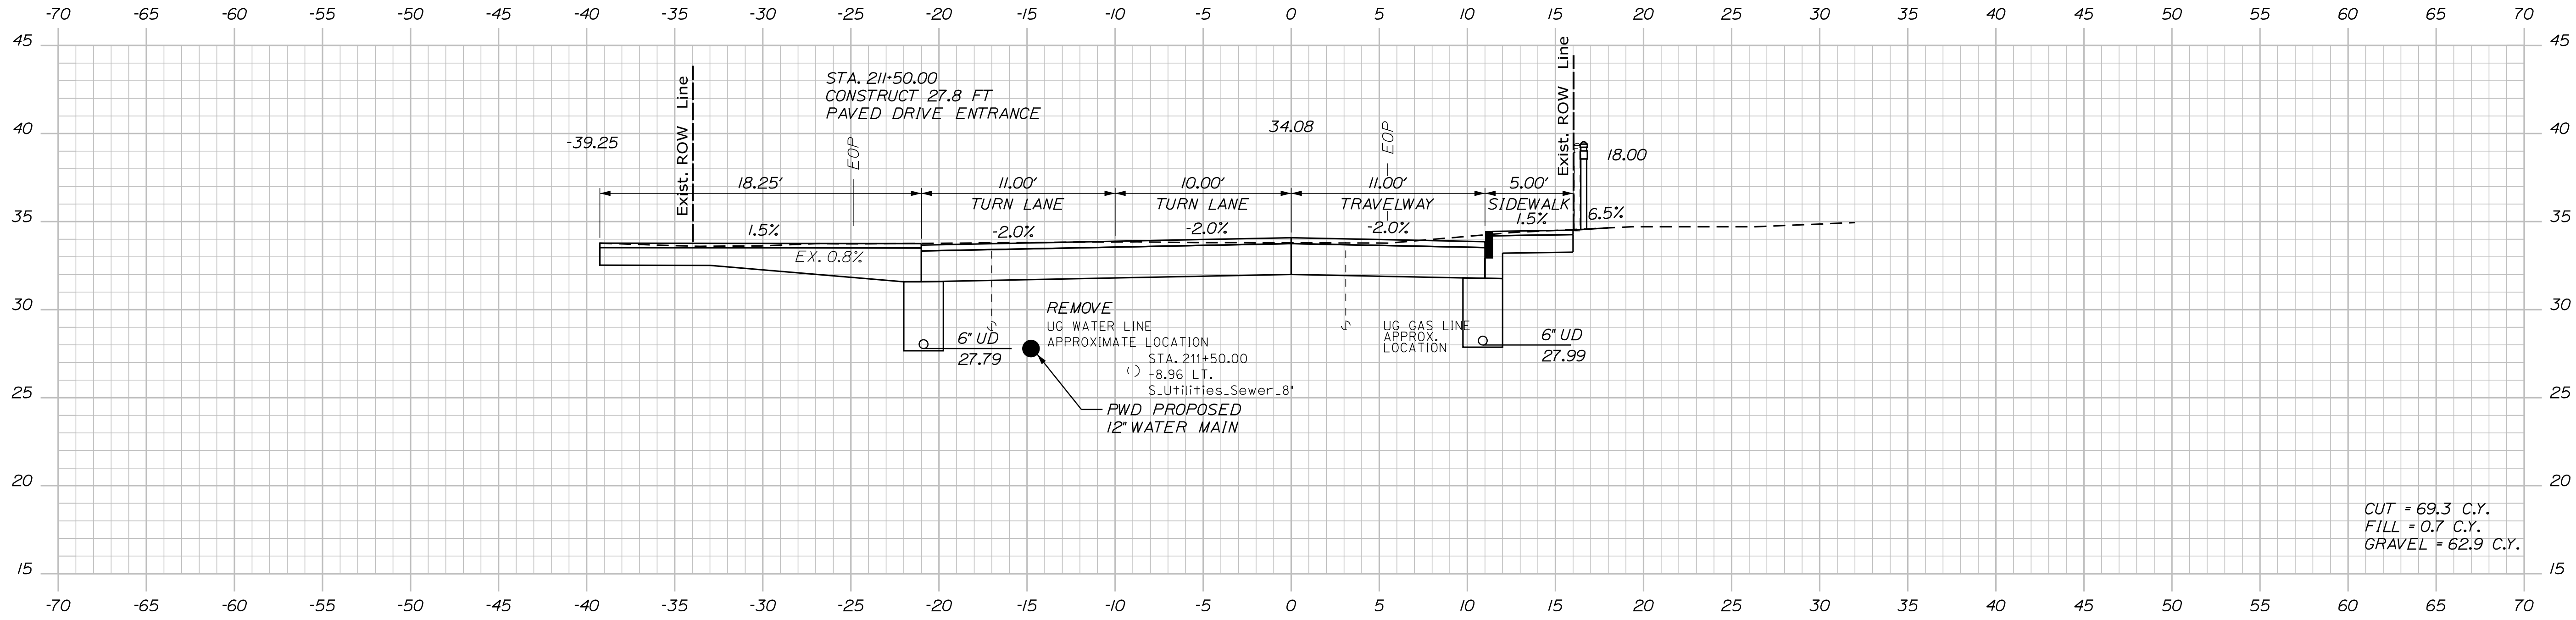 -70 -65 -60 -55 -50 -45 -40 -35 -30 -25 -20 -15 -10 -5 0 5 10 15 20 25 30 35 40 45 50 55 60 65 70
45 45
Exist. ROW Line
Exist. ROW Line
STA. 211+50.00
CONSTRUCT 27.8 FT
PAVED DRIVE ENTRANCE
40 40
-39.25
EOP
34.08
EOP
18.00
18.25' 11.00' 10.00' 11.00' 5.00'
TURN LANE TURN LANE TRAVELWAY SIDEWALK
35 35
1.5% -2.0% -2.0% -2.0% 1.5% 6.5%
EX. 0.8%
30 30
REMOVE
UG WATER LINE
APPROXIMATE LOCATION
6" UD
27.79
UG GAS LINE
APPROX.
LOCATION
6" UD
27.99
STA. 211+50.00
-8.96 LT.
S_Utilities_Sewer_8"
25 25
PWD PROPOSED
12" WATER MAIN
20 20
CUT = 69.3 C.Y.
FILL = 0.7 C.Y.
GRAVEL = 62.9 C.Y.
15 15
-70 -65 -60 -55 -50 -45 -40 -35 -30 -25 -20 -15 -10 -5 0 5 10 15 20 25 30 35 40 45 50 55 60 65 70